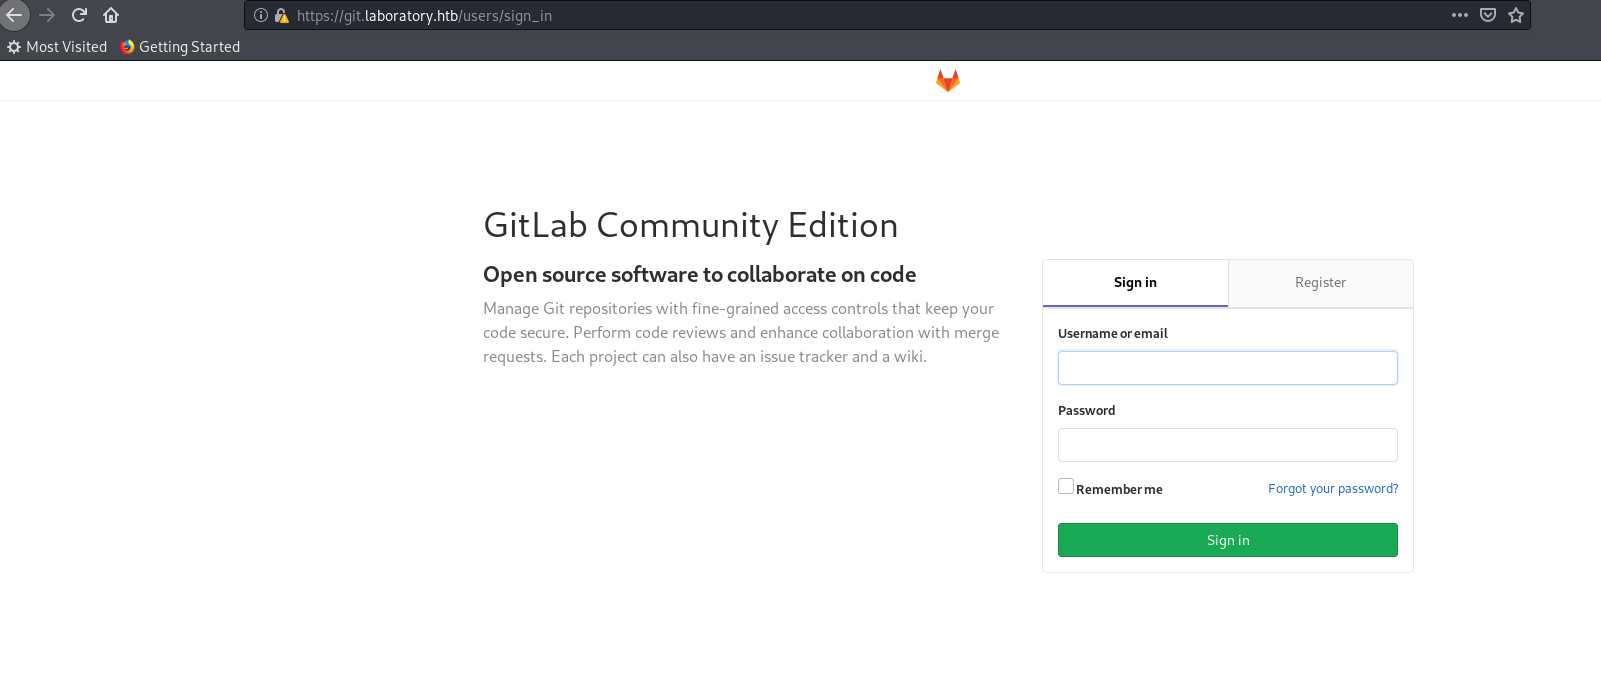 https://git.laboratory.htb/users/sign_in
Most Visited Getting Started
GitLab Community Edition
Open source software to collaborate on code
Manage Git repositories with fine-grained access controls that keep your
code secure. Perform code reviews and enhance collaboration with merge
requests. Each project can also have an issue tracker and a wiki.
Sign in Register
Username or email
Password
Remember me Forgot your password?
Sign in